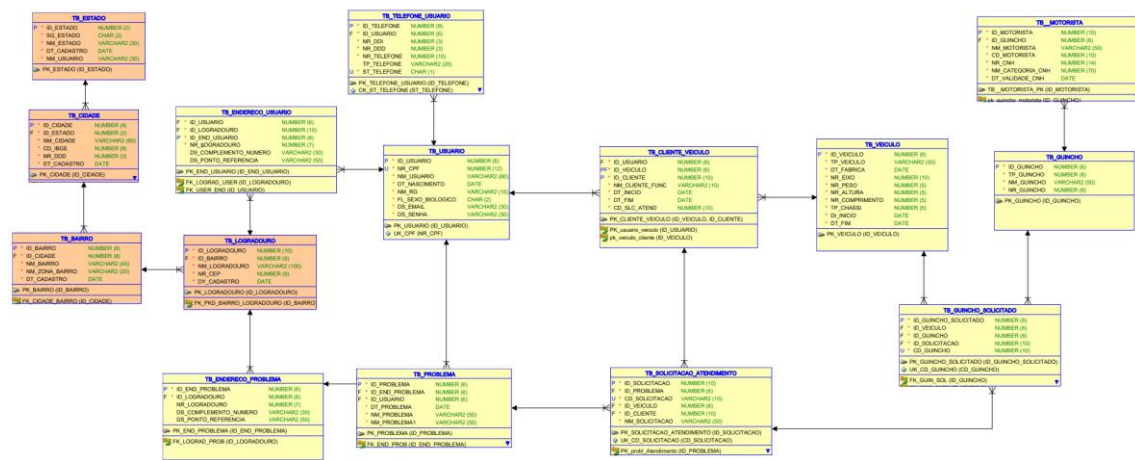 TB_ESTADO
P * ID_ESTADO NUMBER (2)
* SG_ESTADO CHAR (2)
* NM_ESTADO VARCHAR2 (30)
* DT_CADASTRO DATE
* NM_USUARIO VARCHAR2 (30)
PK_ESTADO (ID_ESTADO)
TB_TELEFONE_USUARIO
P * ID_TELEFONE NUMBER (9)
F * ID_USUARIO NUMBER (6)
* NR_DDI NUMBER (3)
* NR_DDD NUMBER (3)
* NR_TELEFONE NUMBER (10)
TP_TELEFONE VARCHAR2 (20)
U * ST_TELEFONE CHAR (1)
PK_TELEFONE_USUARIO (ID_TELEFONE)
CK_ST_TELEFONE (ST_TELEFONE)
TB__MOTORISTA
P * ID_MOTORISTA NUMBER (10)
F * ID_GUINCHO NUMBER (6)
* NM_MOTORISTA VARCHAR2 (50)
* CD_MOTORISTA NUMBER (10)
* NR_CNH NUMBER (14)
* NM_CATEGORIA_CNH NUMBER (70)
* DT_VALIDADE_CNH DATE
TB__MOTORISTA_PK (ID_MOTORISTA)
pk_guincho_motorista (ID_GUINCHO)
TB_CIDADE
P * ID_CIDADE NUMBER (8)
F * ID_ESTADO NUMBER (2)
* NM_CIDADE VARCHAR2 (60)
* CD_IBGE NUMBER (8)
* NR_DDD NUMBER (3)
* DT_CADASTRO DATE
PK_CIDADE (ID_CIDADE)
TB_ENDERECO_USUARIO
F * ID_USUARIO NUMBER (6)
F * ID_LOGRADOURO NUMBER (10)
P * ID_END_USUARIO NUMBER (6)
* NR_LOGRADOURO NUMBER (7)
DS_COMPLEMENTO_NUMERO VARCHAR2 (30)
DS_PONTO_REFERENCIA VARCHAR2 (50)
PK_END_USUARIO (ID_END_USUARIO)
FK_LOGRAD_USER (ID_LOGRADOURO)
FK_USER_END (ID_USUARIO)
TB_USUARIO
P * ID_USUARIO NUMBER (6)
U * NR_CPF NUMBER (12)
* NM_USUARIO VARCHAR2 (80)
* DT_NASCIMENTO DATE
* NM_RG VARCHAR2 (15)
* FL_SEXO_BIOLOGICO CHAR (2)
* DS_EMAIL VARCHAR2 (30)
* DS_SENHA VARCHAR2 (30)
PK_USUARIO (ID_USUARIO)
UK_CPF (NR_CPF)
TB_CLIENTE_VEICULO
F * ID_USUARIO NUMBER (6)
PF* ID_VEICULO NUMBER (6)
P * ID_CLIENTE NUMBER (10)
* NM_CLIENTE_FUNC VARCHAR2 (10)
* DT_INICIO DATE
* DT_FIM DATE
* CD_SLC_ATEND NUMBER (10)
PK_CLIENTE_VEICULO (ID_VEICULO, ID_CLIENTE)
PK_usuario_veiculo (ID_USUARIO)
pk_veiculo_cliente (ID_VEICULO)
TB_VEICULO
P * ID_VEICULO NUMBER (6)
* TP_VEICULO VARCHAR2 (50)
* DT_FABRICA DATE
* NR_EIXO NUMBER (10)
* NR_PESO NUMBER (5)
* NR_ALTURA NUMBER (5)
* NR_COMPRIMENTO NUMBER (5)
* TP_CHASSI NUMBER (5)
* DI_INICIO DATE
* DT_FIM DATE
PK_VEICULO (ID_VEICULO)
TB_GUINCHO
P * ID_GUINCHO NUMBER (6)
* TP_GUINCHO NUMBER (6)
* NM_GUINCHO VARCHAR2 (50)
* NR_GUINCHO NUMBER (6)
PK_GUINCHO (ID_GUINCHO)
TB_BAIRRO
P * ID_BAIRRO NUMBER (8)
F * ID_CIDADE NUMBER (8)
* NM_BAIRRO VARCHAR2 (45)
* NM_ZONA_BAIRRO VARCHAR2 (20)
* DT_CADASTRO DATE
PK_BAIRRO (ID_BAIRRO)
FK_CIDADE_BAIRRO (ID_CIDADE)
TB_LOGRADOURO
P * ID_LOGRADOURO NUMBER (10)
F * ID_BAIRRO NUMBER (8)
* NM_LOGRADOURO VARCHAR2 (100)
* NR_CEP NUMBER (8)
* DY_CADASTRO DATE
PK_LOGRADOURO (ID_LOGRADOURO)
FK_PKD_BAIRRO_LOGRADOURO (ID_BAIRRO
TB_GUINCHO_SOLICITADO
P * ID_GUINCHO_SOLICITADO NUMBER (6)
F * ID_VEICULO NUMBER (6)
F * ID_GUINCHO NUMBER (6)
F * ID_SOLICITACAO NUMBER (10)
U * CD_GUINCHO NUMBER (10)
PK_GUINCHO_SOLICITADO (ID_GUINCHO_SOLICITADO)
UK_CD_GUINCHO (CD_GUINCHO)
FK_GUIN_SOL (ID_GUINCHO)
TB_ENDERECO_PROBLEMA
P * ID_END_PROBLEMA NUMBER (6)
F * ID_LOGRADOURO NUMBER (6)
NR_LOGRADOURO NUMBER (7)
DS_COMPLEMENTO_NUMERO VARCHAR2 (30)
DS_PONTO_REFERENCIA VARCHAR2 (50)
PK_END_PROBLEMA (ID_END_PROBLEMA)
FK_LOGRAD_PROB (ID_LOGRADOURO)
TB_PROBLEMA
P * ID_PROBLEMA NUMBER (6)
F * ID_END_PROBLEMA NUMBER (6)
F * ID_USUARIO NUMBER (6)
* DT_PROBLEMA DATE
* NM_PROBLEMA VARCHAR2 (50)
* NM_PROBLEMA1 VARCHAR2 (50)
PK_PROBLEMA (ID_PROBLEMA)
FK_END_PROB (ID_END_PROBLEMA)
TB_SOLICITACAO_ATENDIMENTO
P * ID_SOLICITACAO NUMBER (10)
F * ID_PROBLEMA NUMBER (6)
U * CD_SOLICITACAO VARCHAR2 (10)
F * ID_VEICULO NUMBER (6)
F * ID_CLIENTE NUMBER (10)
* NM_SOLICITACAO VARCHAR2 (50)
PK_SOLICITACAO_ATENDIMENTO (ID_SOLICITACAO)
UK_CD_SOLICITACAO (CD_SOLICITACAO)
PK_probl_Atendimento (ID_PROBLEMA)